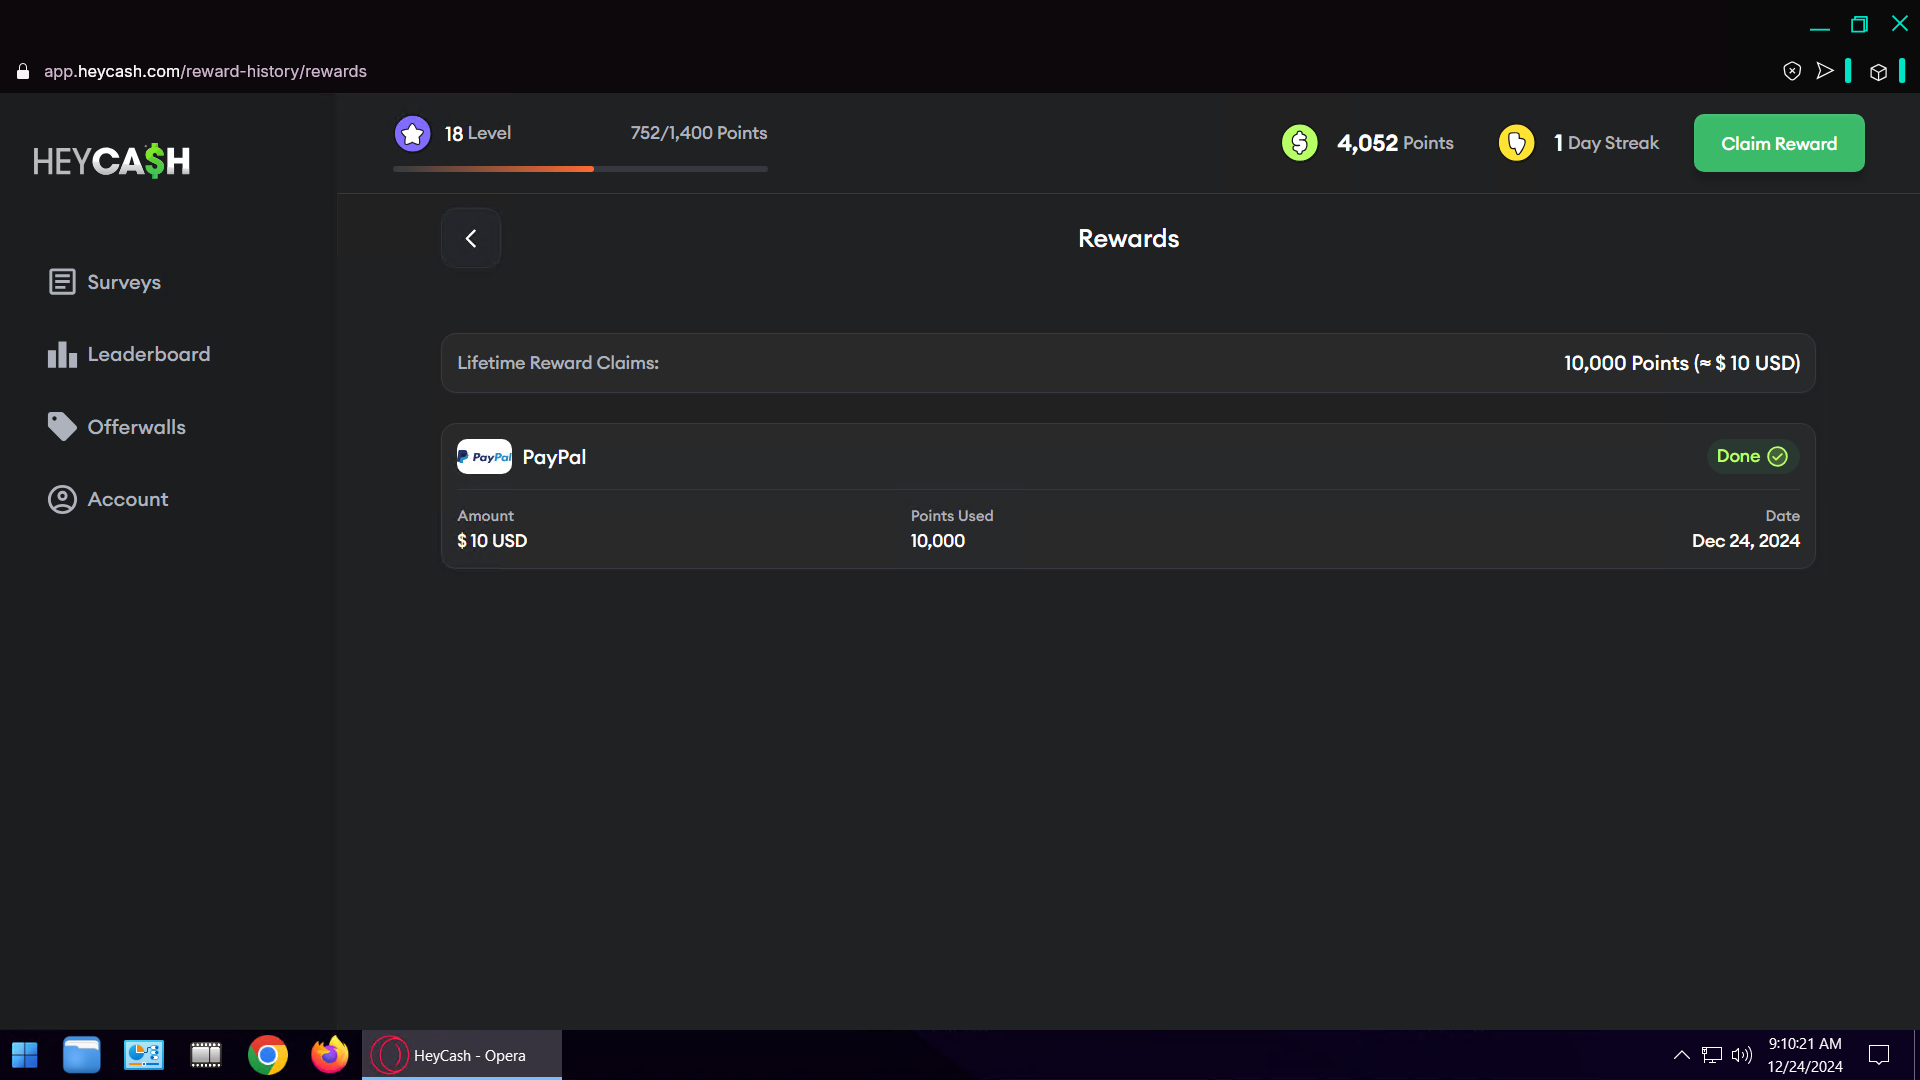 app.heycash.com/reward-history/rewards
HEYCA$H
18 Level
752/1,400 Points
4,052 Points
1 Day Streak
Claim Reward
Surveys
Leaderboard
Offerwalls
Account
Rewards
Lifetime Reward Claims:
10,000 Points (≈ $ 10 USD)
PayPal PayPal
Done
Amount
Points Used
Date
$ 10 USD
10,000
Dec 24, 2024
HeyCash - Opera
9:10:21 AM
12/24/2024